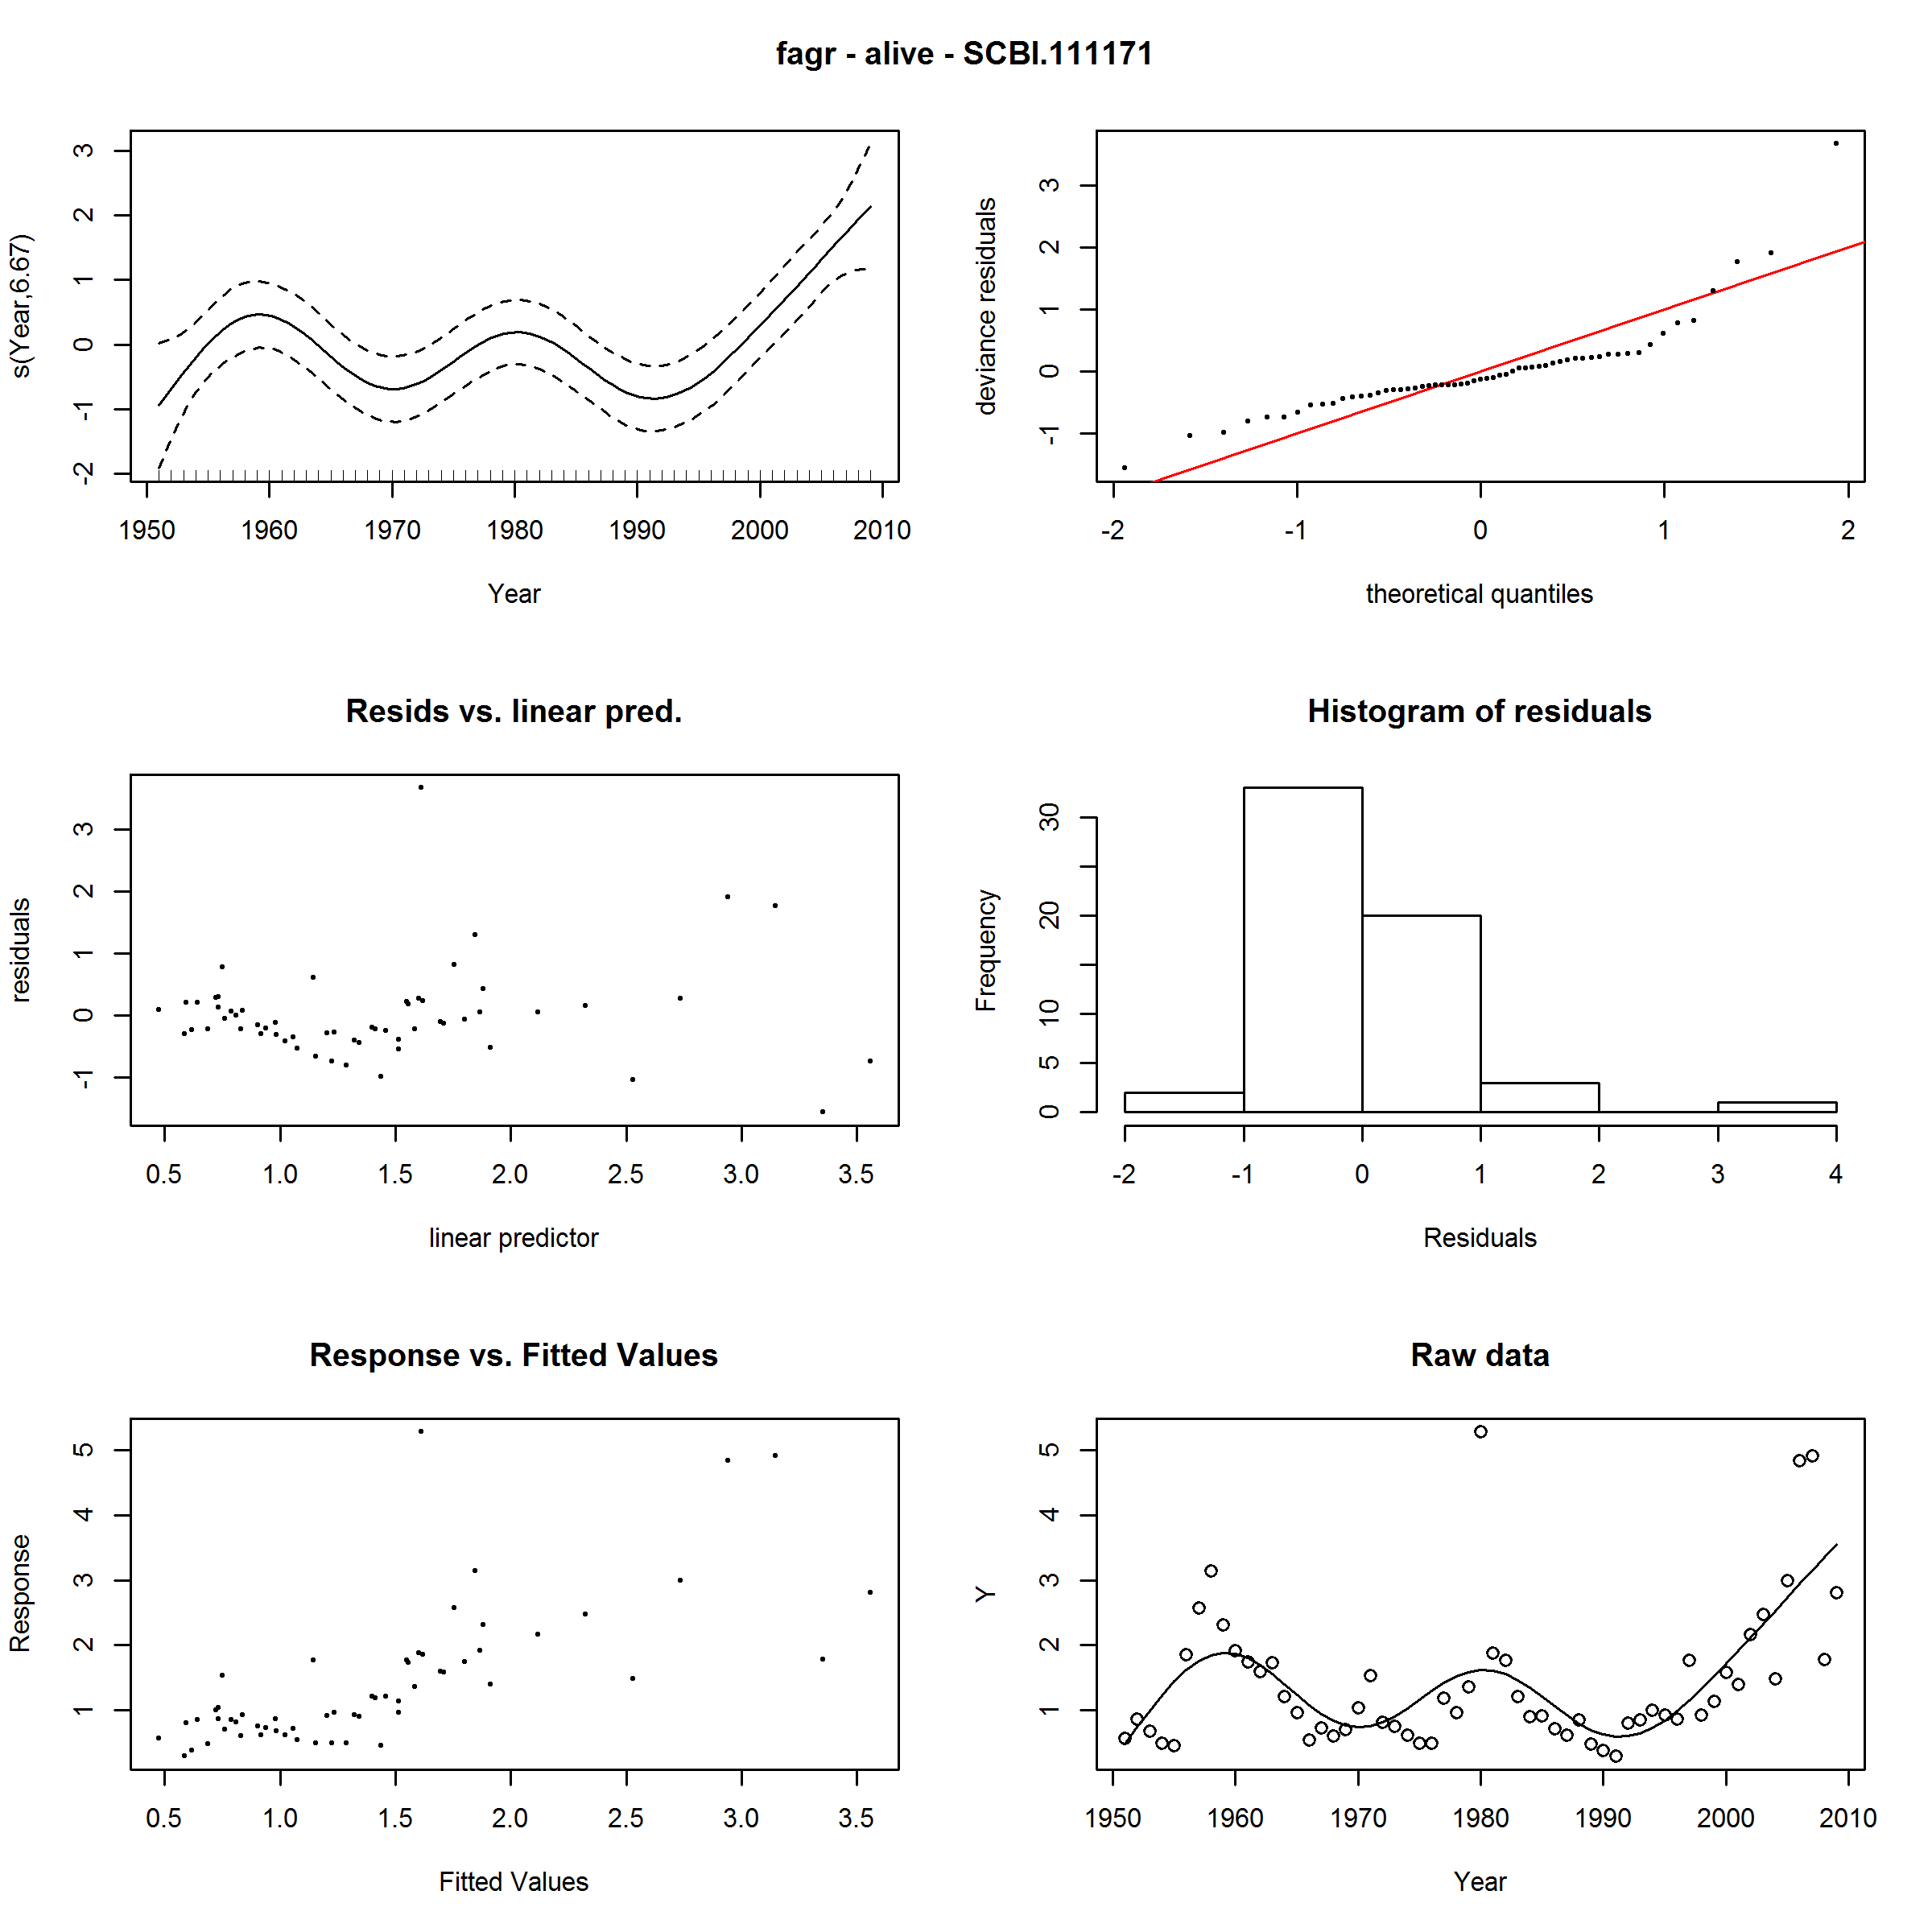 fagr - alive - SCBI.111171
s(Year,6.67)
3
2
1
0
-1
-2
1950 1960 1970 1980 1990 2000 2010
Year
deviance residuals
3
2
1
0
-1
-2 -1 0 1 2
theoretical quantiles
Resids vs. linear pred.
residuals
3
2
1
0
-1
0.5 1.0 1.5 2.0 2.5 3.0 3.5
linear predictor
Histogram of residuals
Frequency
30
20
10
5
0
-2 -1 0 1 2 3 4
Residuals
Response vs. Fitted Values
Response
5
4
3
2
1
0.5 1.0 1.5 2.0 2.5 3.0 3.5
Fitted Values
Raw data
Y
5
4
3
2
1
1950 1960 1970 1980 1990 2000 2010
Year